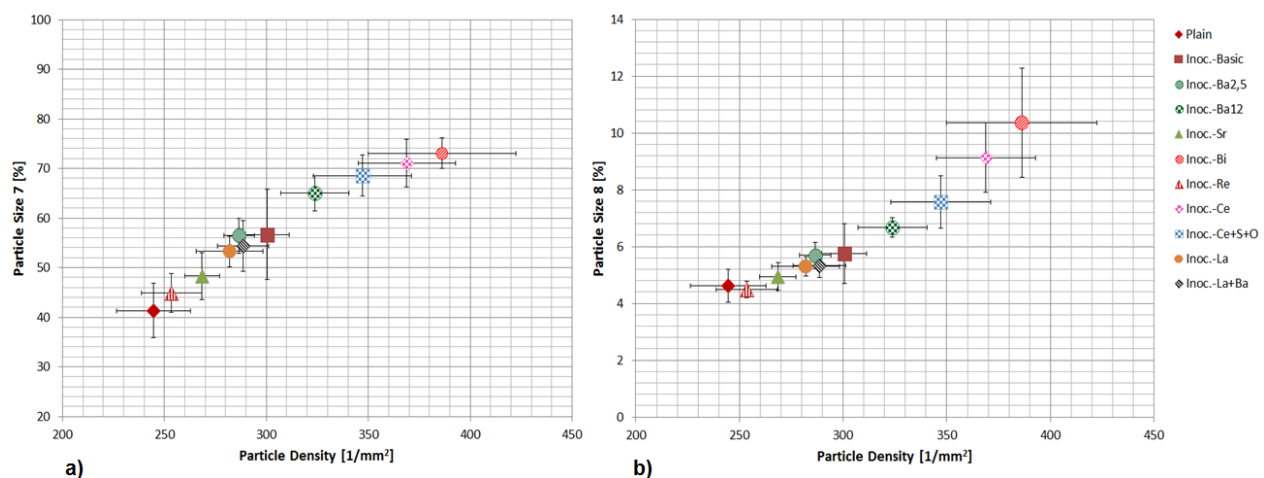 100
90
80
70
60
50
40
30
20
Particle Size 7 [%]
200 250 300 350 400 450
Particle Density [1/mm²]
a)
14
12
10
8
6
4
2
0
Particle Size 8 [%]
200 250 300 350 400 450
Particle Density [1/mm²]
b)
Plain
Inoc.-Basic
Inoc.-Ba2,5
Inoc.-Ba12
Inoc.-Sr
Inoc.-Bi
Inoc.-Re
Inoc.-Ce
Inoc.-Ce+S+O
Inoc.-La
Inoc.-La+Ba